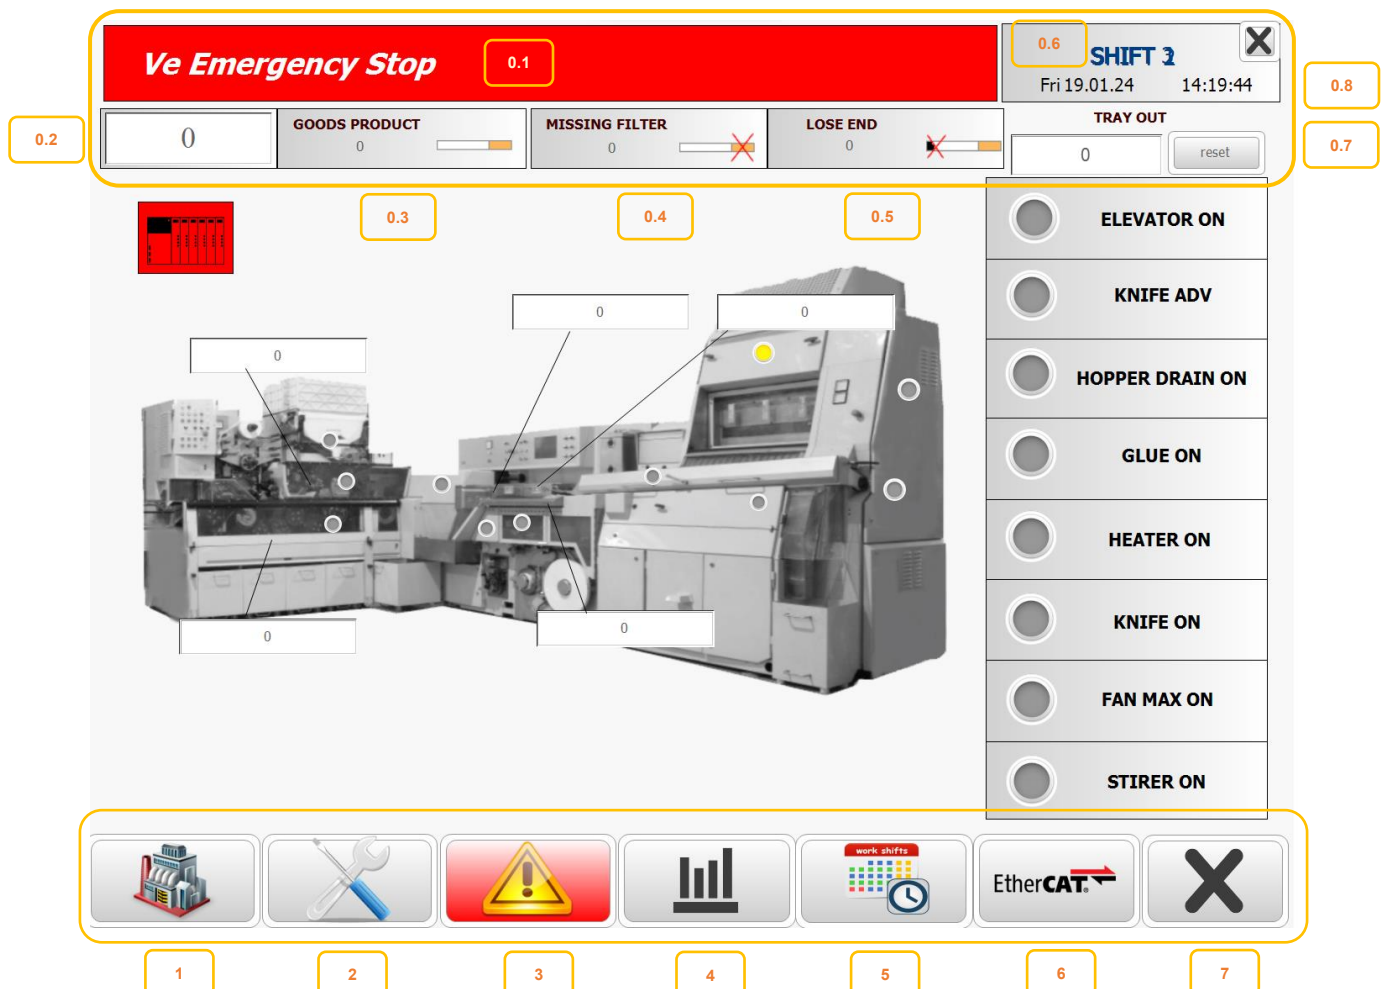 Ve Emergency Stop
0.1
0.6
SHIFT
Fri 19.01.24 14:19:44
0.8
0.2
0
GOODS PRODUCT
0
MISSING FILTER
0
LOSE END
0
TRAY OUT
0
reset
0.7
0.3
0.4
0.5
ELEVATOR ON
KNIFE ADV
HOPPER DRAIN ON
GLUE ON
HEATER ON
KNIFE ON
FAN MAX ON
STIRER ON
0
0
0
0
0
work shifts
EtherCAT®
1
2
3
4
5
6
7